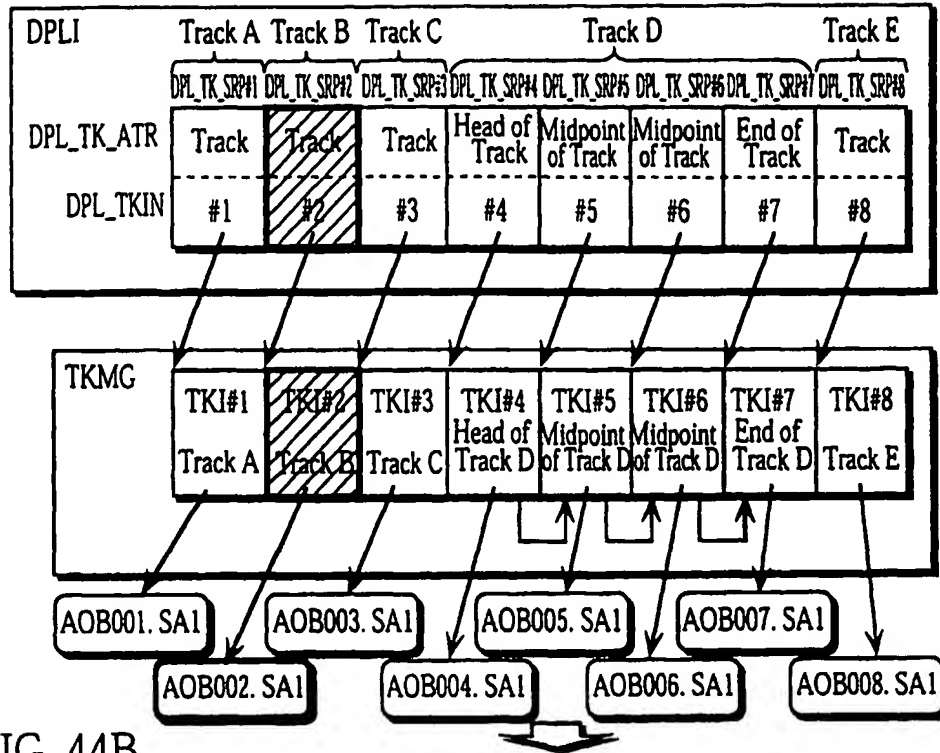 DPLI Track A Track B Track C Track D Track E
DPL_TK_SRP#1 DPL_TK_SRP#2 DPL_TK_SRP#3 DPL_TK_SRP#4 DPL_TK_SRP#5 DPL_TK_SRP#6 DPL_TK_SRP#7 DPL_TK_SRP#8
DPL_TK_ATR Track Track Track Head of Track Midpoint of Track Midpoint of Track End of Track Track
DPL_TKIN #1 #2 #3 #4 #5 #6 #7 #8
TKMG
TKI#1 TKI#2 TKI#3 TKI#4 TKI#5 TKI#6 TKI#7 TKI#8
Track A Track B Track C Head of Track D Midpoint of Track D Midpoint of Track D End of Track D Track E
AOB001. SA1 AOB003. SA1 AOB005. SA1 AOB007. SA1
AOB002. SA1 AOB004. SA1 AOB006. SA1 AOB008. SA1
FIG. 44B